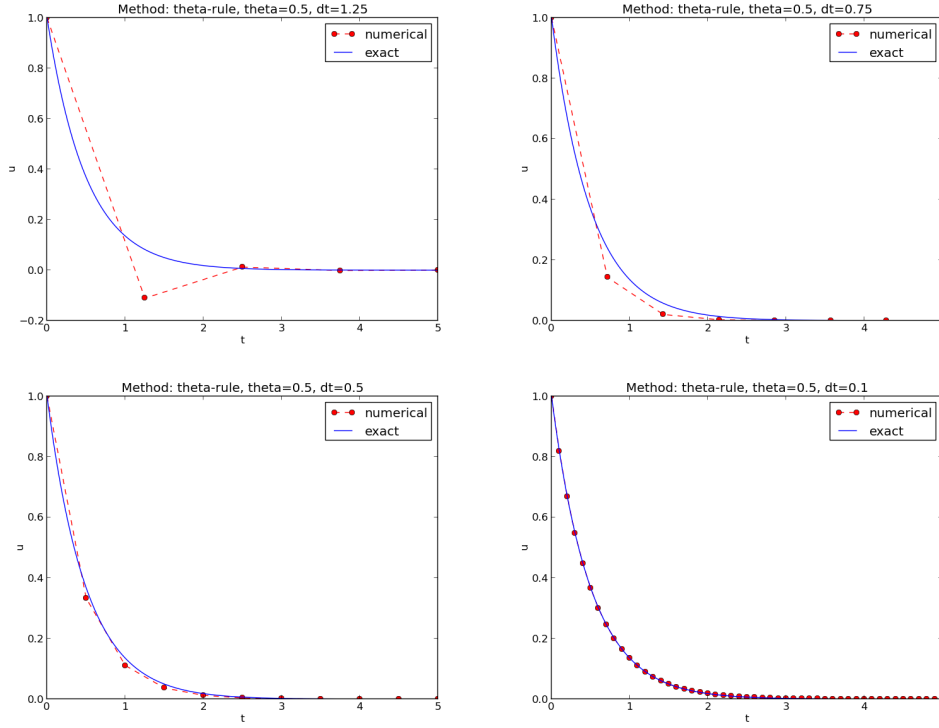 Method: theta-rule, theta=0.5, dt=1.25
1.0
0.8
0.6
0.4
0.2
0.0
−0.2
u
0 1 2 3 4 5
t
numerical
exact
Method: theta-rule, theta=0.5, dt=0.75
1.0
0.8
0.6
0.4
0.2
0.0
u
0 1 2 3 4
t
numerical
exact
Method: theta-rule, theta=0.5, dt=0.5
1.0
0.8
0.6
0.4
0.2
0.0
u
0 1 2 3 4 5
t
numerical
exact
Method: theta-rule, theta=0.5, dt=0.1
1.0
0.8
0.6
0.4
0.2
0.0
u
0 1 2 3 4
t
numerical
exact